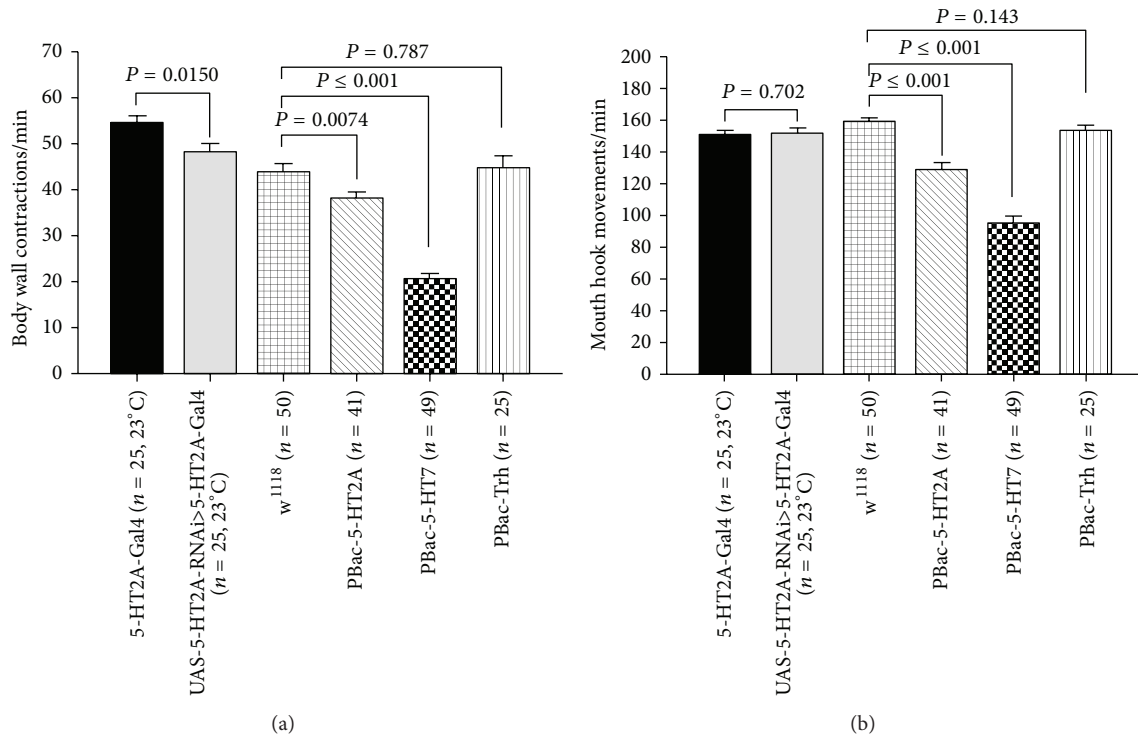 70
60
50
40
30
20
10
0
Body wall contractions/min
P = 0.0150
P = 0.787
P ≤ 0.001
P = 0.0074
5-HT2A-Gal4 (n = 25, 23°C)
UAS-5-HT2A-RNAi>5-HT2A-Gal4
(n = 25, 23°C)
w1118 (n = 50)
PBac-5-HT2A (n = 41)
PBac-5-HT7 (n = 49)
PBac-Trh (n = 25)
(a)
200
180
160
140
120
100
80
60
40
20
0
Mouth hook movements/min
P = 0.702
P = 0.143
P ≤ 0.001
P ≤ 0.001
5-HT2A-Gal4 (n = 25, 23°C)
UAS-5-HT2A-RNAi>5-HT2A-Gal4
(n = 25, 23°C)
w1118 (n = 50)
PBac-5-HT2A (n = 41)
PBac-5-HT7 (n = 49)
PBac-Trh (n = 25)
(b)